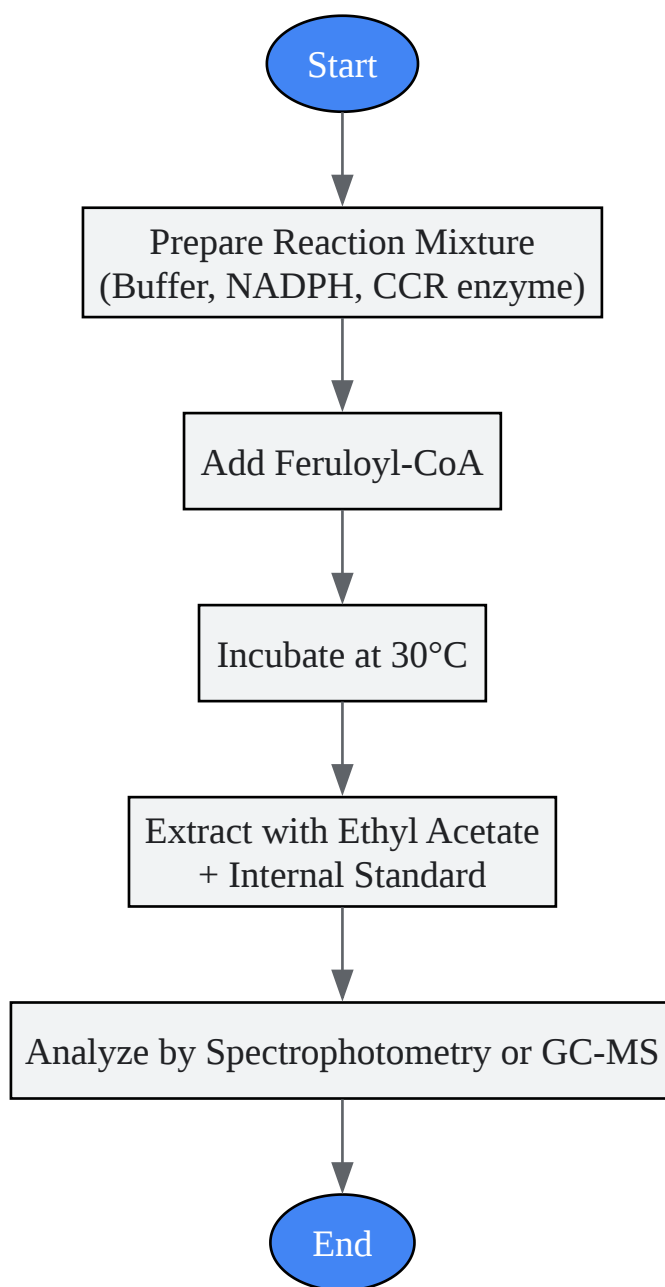 Start
Prepare Reaction Mixture
(Buffer, NADPH, CCR enzyme)
Add Feruloyl-CoA
Incubate at 30°C
Extract with Ethyl Acetate
+ Internal Standard
Analyze by Spectrophotometry or GC-MS
End